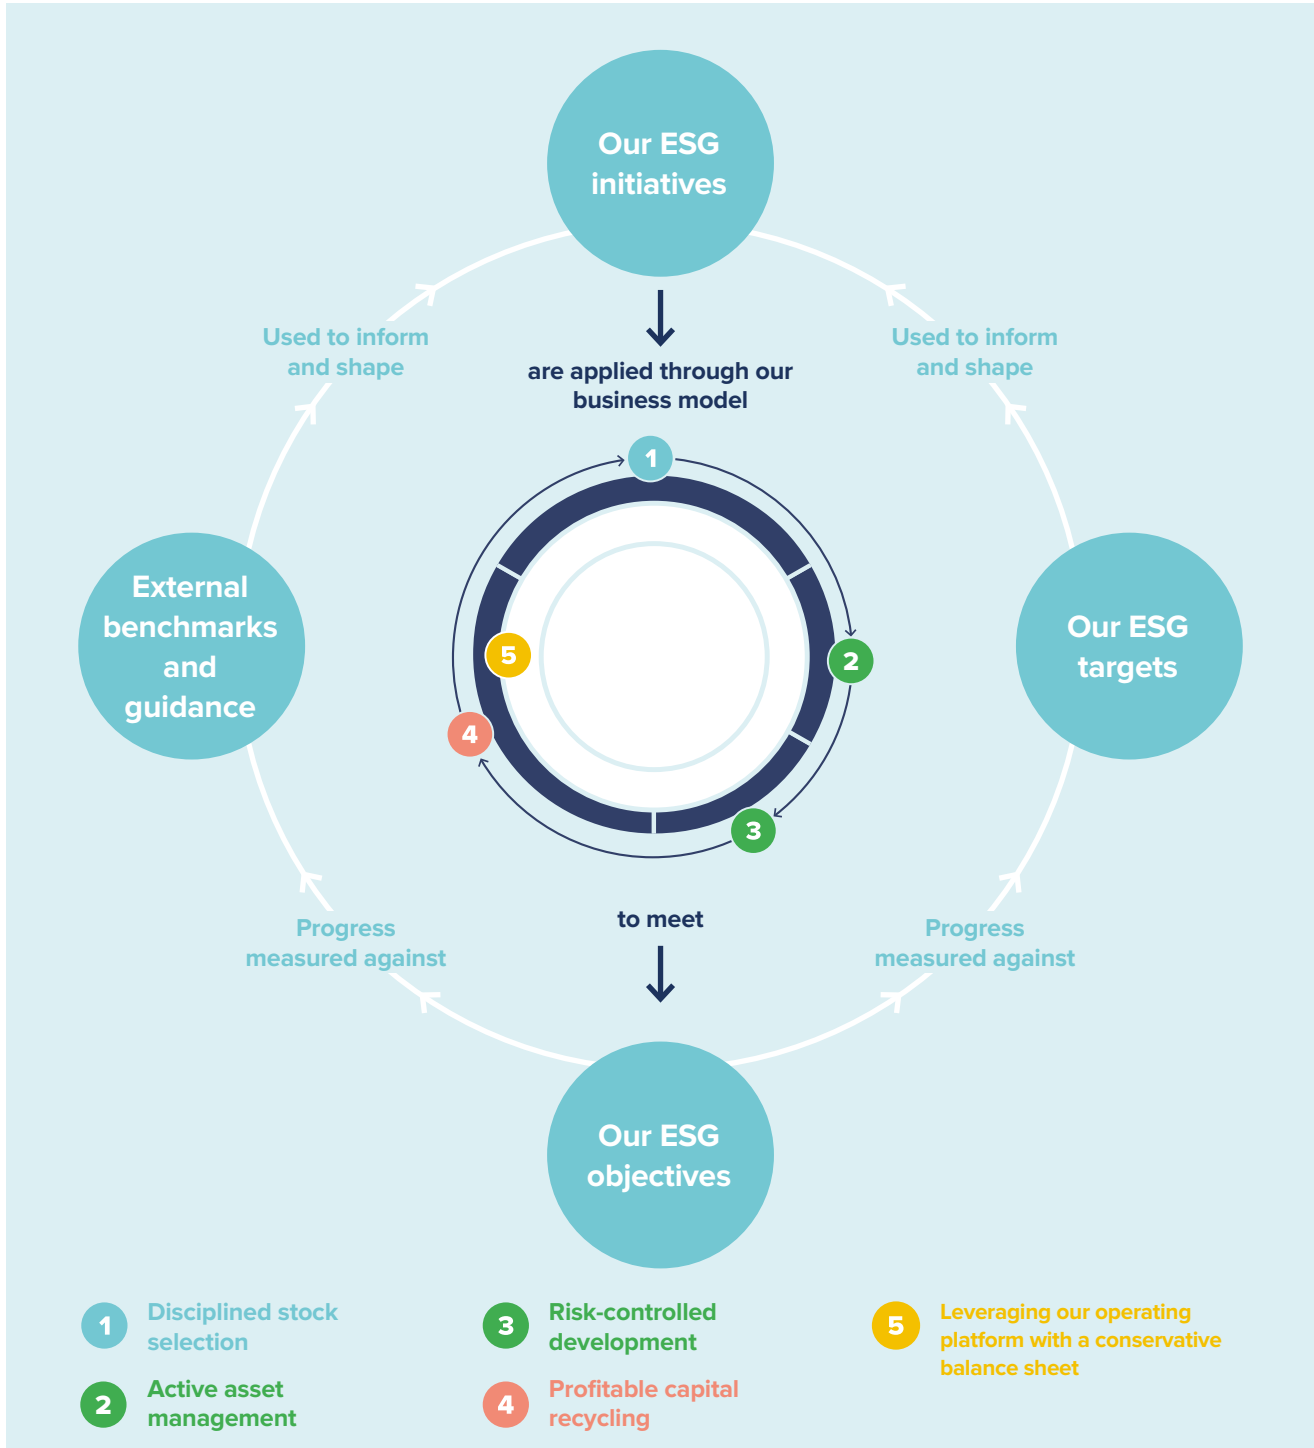 Our ESG
initiatives
Used to inform
and shape
Used to inform
and shape
are applied through our
business model
1
2
3
4
5
External
benchmarks
and
guidance
Our ESG
targets
to meet
Progress
measured against
Progress
measured against
Our ESG
objectives
1
Disciplined stock
selection
2
Active asset
management
3
Risk-controlled
development
4
Profitable capital
recycling
5
Leveraging our operating
platform with a conservative
balance sheet